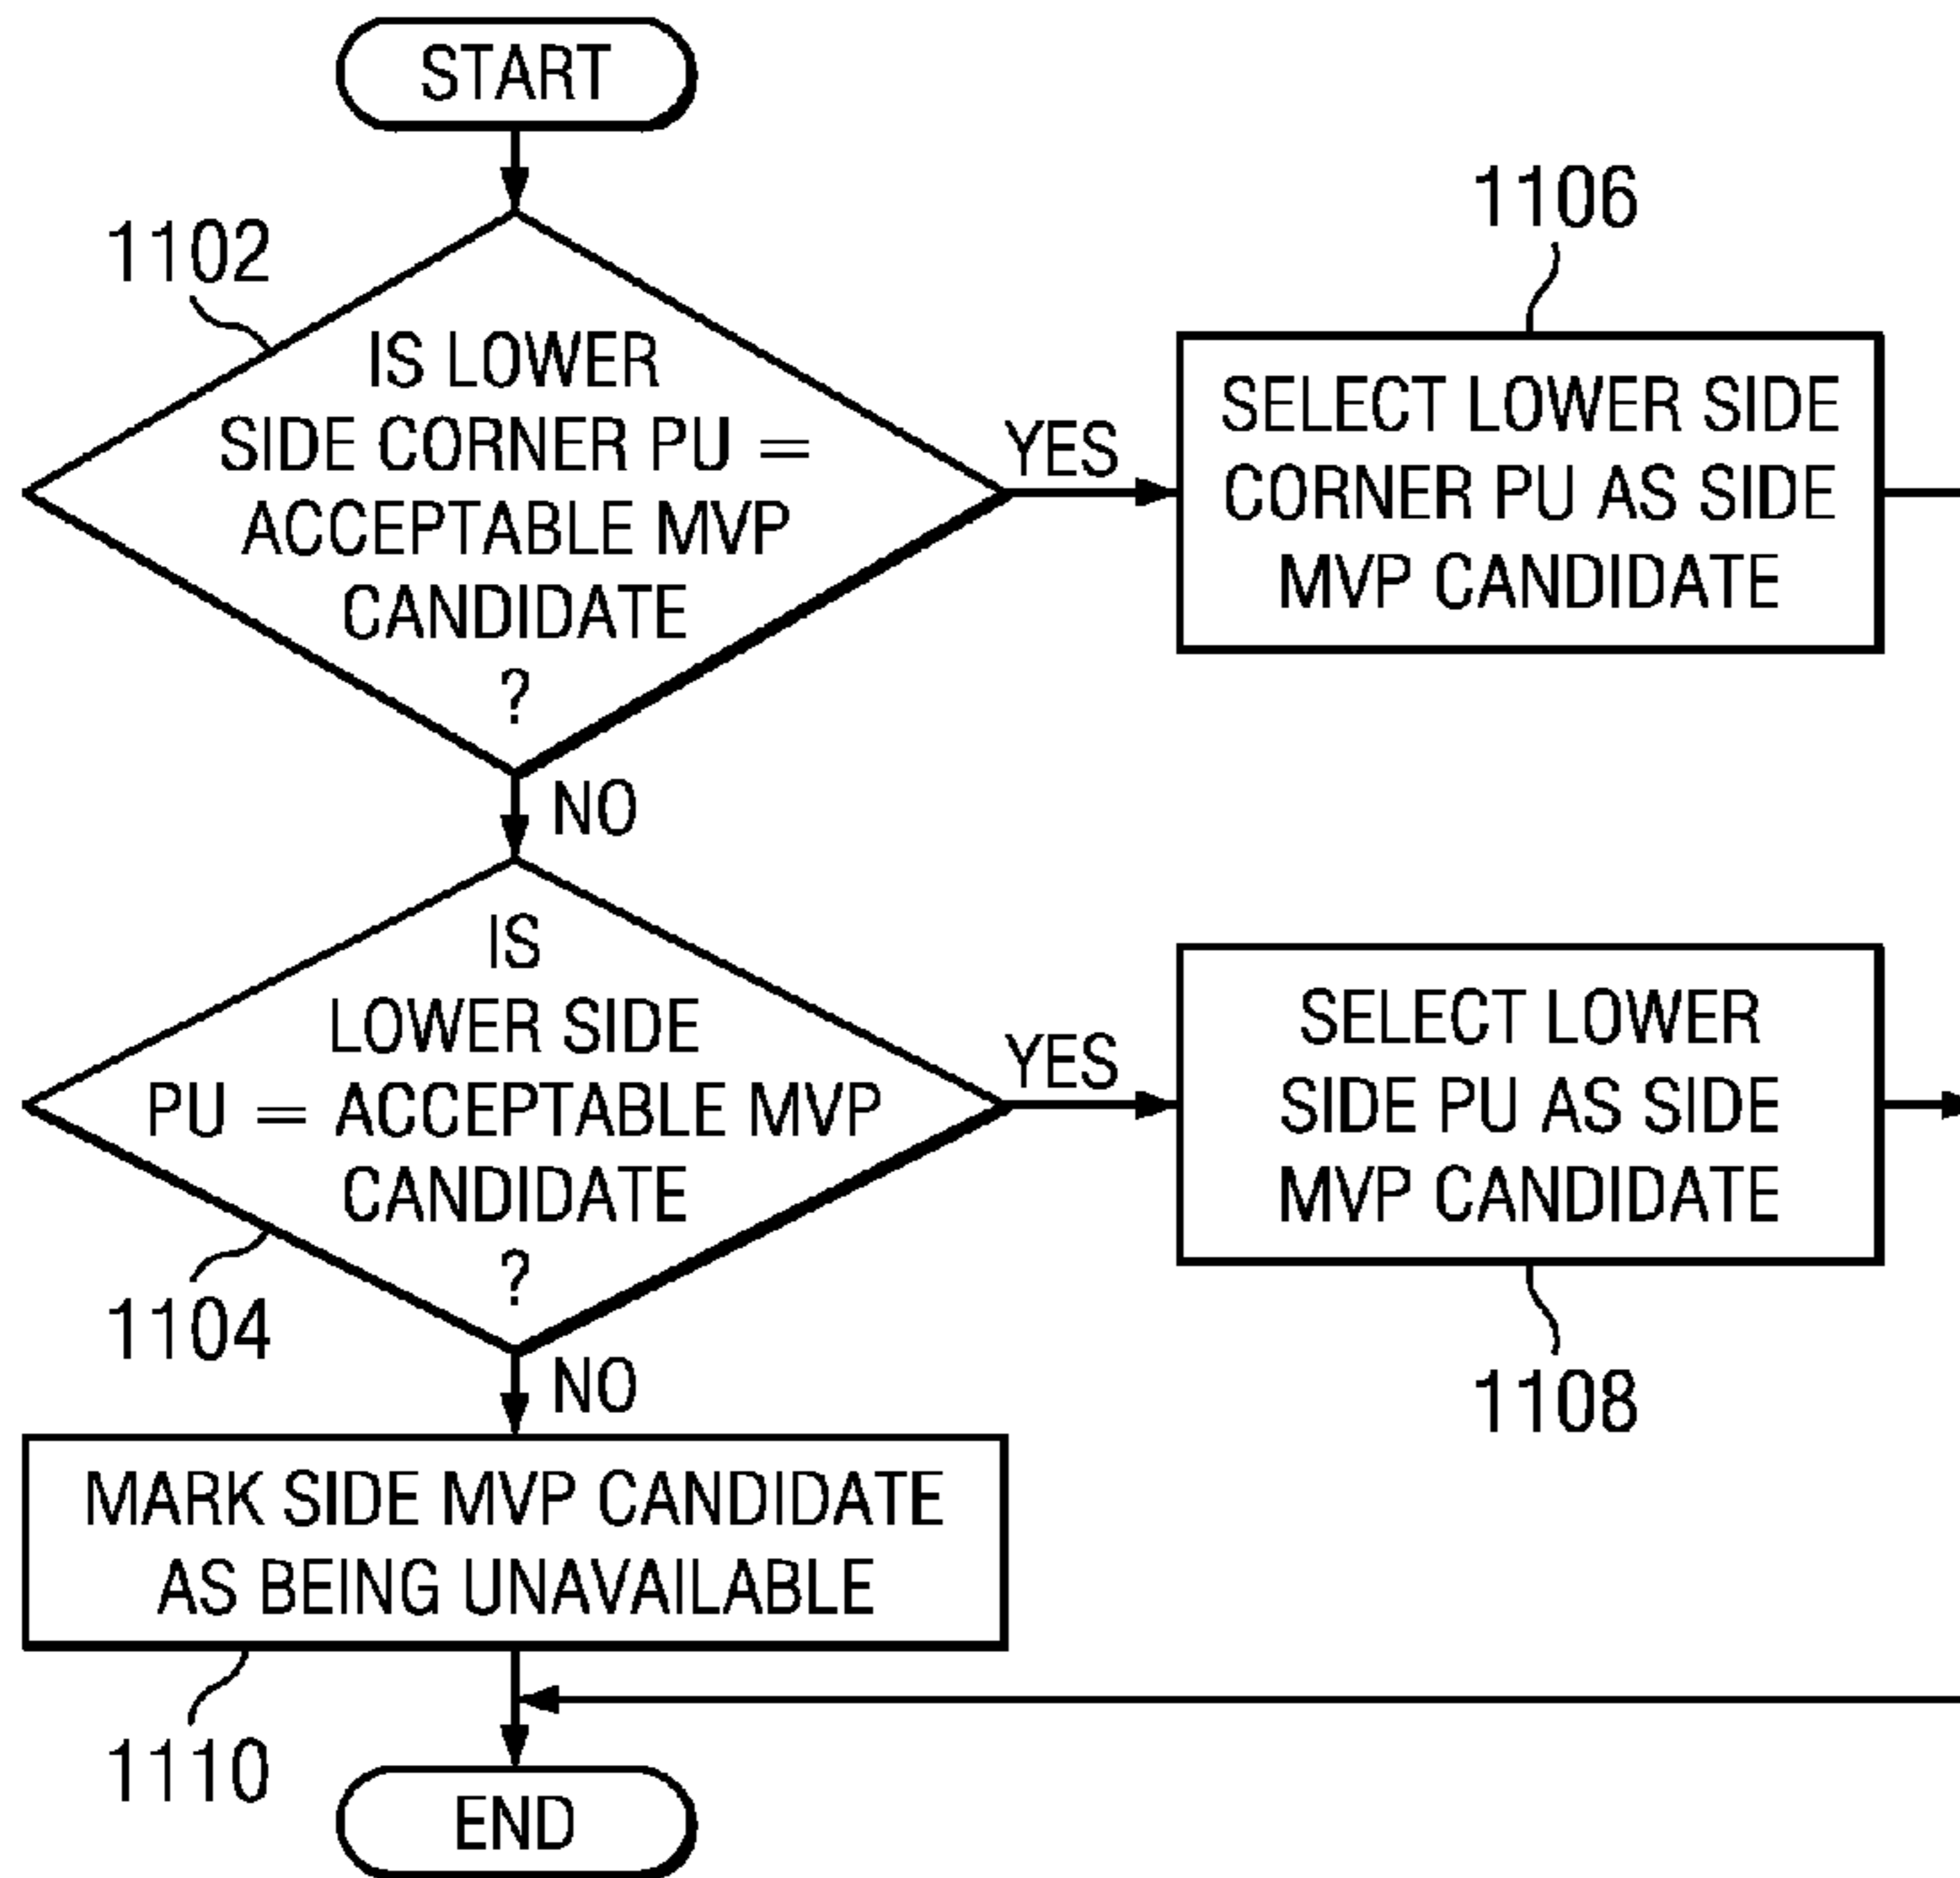 START
1102
IS LOWER
SIDE CORNER PU =
ACCEPTABLE MVP
CANDIDATE
?
YES
1106
SELECT LOWER SIDE
CORNER PU AS SIDE
MVP CANDIDATE
NO
IS
LOWER SIDE
PU = ACCEPTABLE MVP
CANDIDATE
?
1104
YES
SELECT LOWER
SIDE PU AS SIDE
MVP CANDIDATE
1108
NO
MARK SIDE MVP CANDIDATE
AS BEING UNAVAILABLE
1110
END